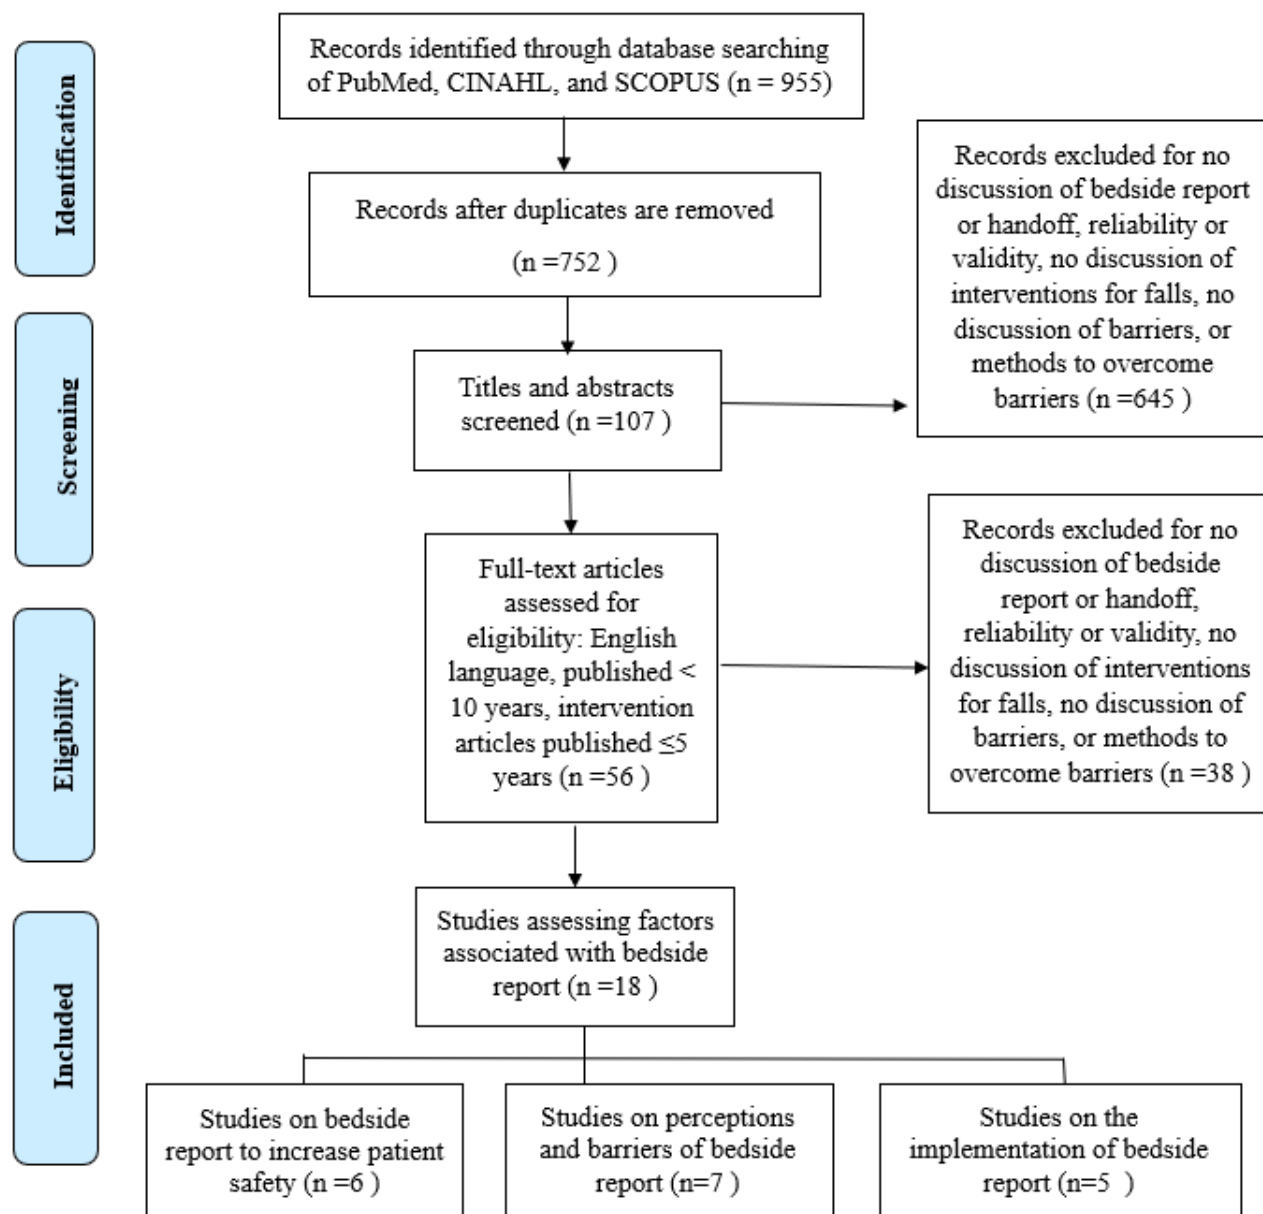 Identification
Records identified through database searching
of PubMed, CINAHL, and SCOPUS (n = 955)
Records after duplicates are removed
(n =752 )
Records excluded for no
discussion of bedside report
or handoff, reliability or
validity, no discussion of
interventions for falls, no
discussion of barriers, or
methods to overcome
barriers (n =645 )
Screening
Titles and abstracts
screened (n =107 )
Eligibility
Full-text articles
assessed for
eligibility: English
language, published <
10 years, intervention
articles published ≤5
years (n =56 )
Records excluded for no
discussion of bedside
report or handoff,
reliability or validity, no
discussion of interventions
for falls, no discussion of
barriers, or methods to
overcome barriers (n =38 )
Included
Studies assessing factors
associated with bedside
report (n =18 )
Studies on bedside
report to increase patient
safety (n =6 )
Studies on perceptions
and barriers of bedside
report (n=7 )
Studies on the
implementation of bedside
report (n=5 )